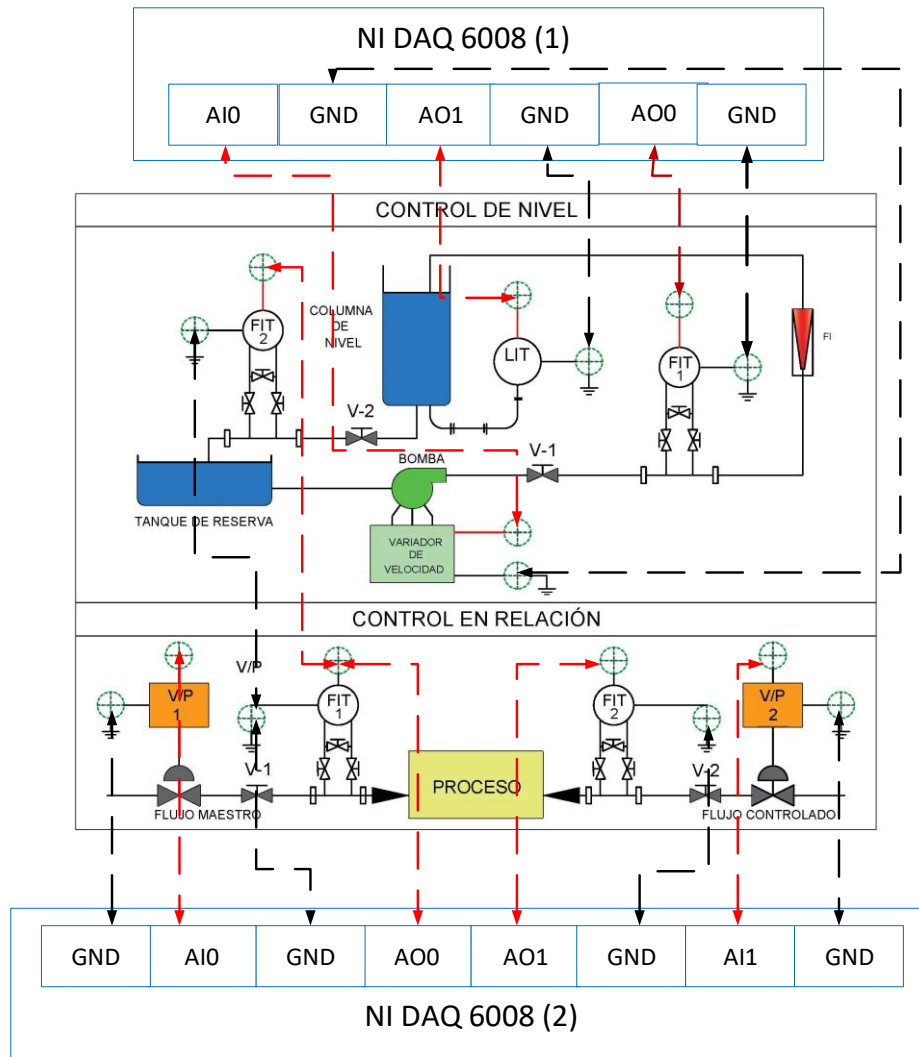 NI DAQ 6008 (1)
AI0 GND AO1 GND AO0 GND
CONTROL DE NIVEL
COLUMNA
DE
NIVEL
FIT
2
LIT
FIT
1
FI
V-2
V-1
BOMBA
TANQUE DE RESERVA
VARIADOR
DE
VELOCIDAD
CONTROL EN RELACIÓN
V/P
1
V/P
FIT
1
FIT
2
V/P
2
V-1
V-2
PROCESO
FLUJO MAESTRO
FLUJO CONTROLADO
GND AI0 GND AO0 AO1 GND AI1 GND
NI DAQ 6008 (2)